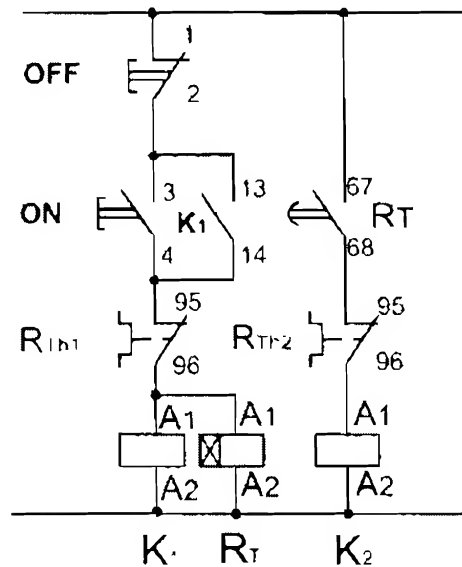 1
OFF
2
3 13 67
ON K1 RT
4 14 68
95 95
RTh1 RTh2
96 96
A1 A1 A1
A2 A2 A2
K RT K2